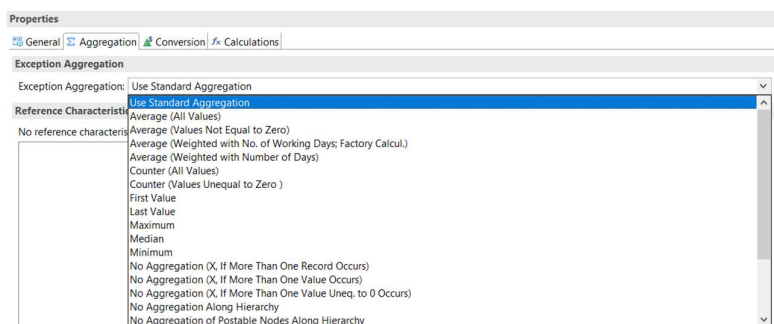 Properties
General Aggregation Conversion fx Calculations
Exception Aggregation
Exception Aggregation: Use Standard Aggregation
Use Standard Aggregation
Reference Characteristi
Average (All Values)
No reference characteris
Average (Values Not Equal to Zero)
Average (Weighted with No. of Working Days; Factory Calcul.)
Average (Weighted with Number of Days)
Counter (All Values)
Counter (Values Unequal to Zero )
First Value
Last Value
Maximum
Median
Minimum
No Aggregation (X, If More Than One Record Occurs)
No Aggregation (X, If More Than One Value Occurs)
No Aggregation (X, If More Than One Value Uneq. to 0 Occurs)
No Aggregation Along Hierarchy
No Aggregation of Postable Nodes Along Hierarchy